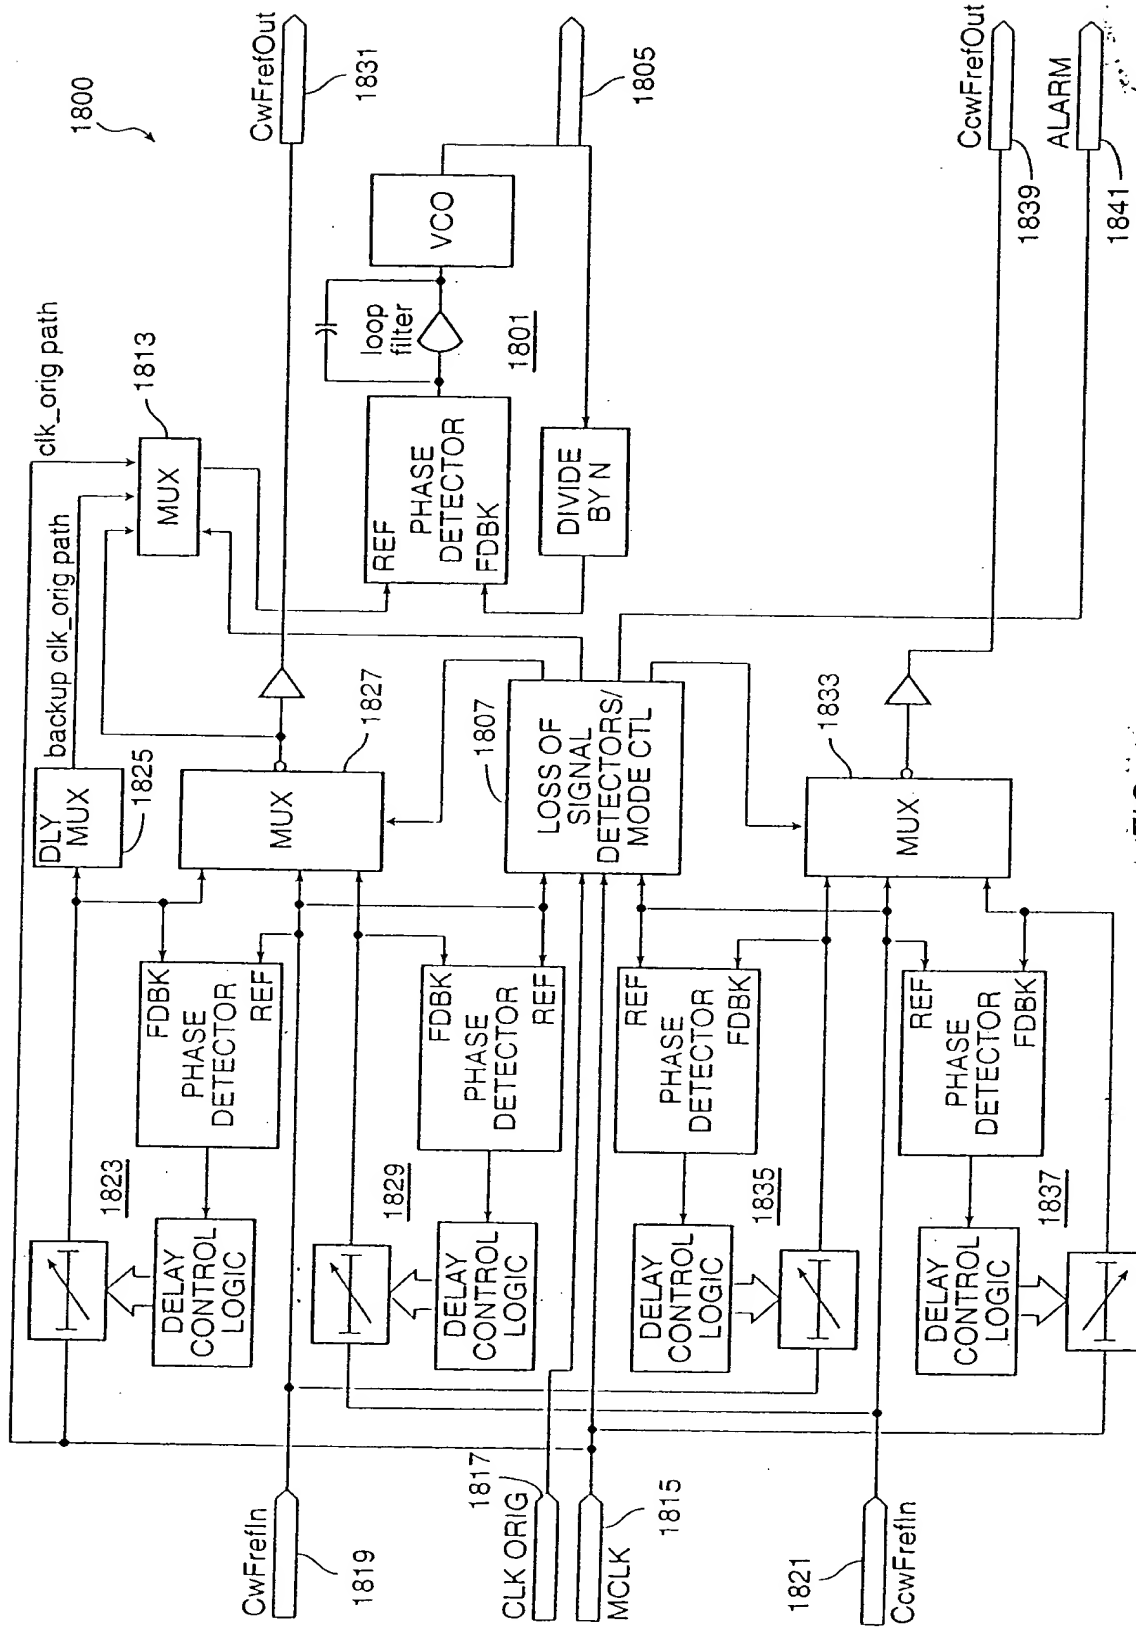 1800
CwFrefOut
1831
1805
CcwFrefOut
1839
ALARM
1841
clk_orig path
1813
MUX
backup clk_orig path
DLY
MUX
1825
1827
MUX
VCO
loop
filter
1801
REF
PHASE
DETECTOR
FDBK
DIVIDE
BY N
1807
LOSS OF
SIGNAL
DETECTORS/
MODE CTL
1833
MUX
FDBK
PHASE
DETECTOR
REF
FDBK
PHASE
DETECTOR
REF
REF
PHASE
DETECTOR
FDBK
REF
PHASE
DETECTOR
FDBK
1823
DELAY
CONTROL
LOGIC
1829
DELAY
CONTROL
LOGIC
1835
DELAY
CONTROL
LOGIC
1837
DELAY
CONTROL
LOGIC
CwFrefIn
1819
1817
CLK ORIG
MCLK
1815
1821
CcwFrefIn